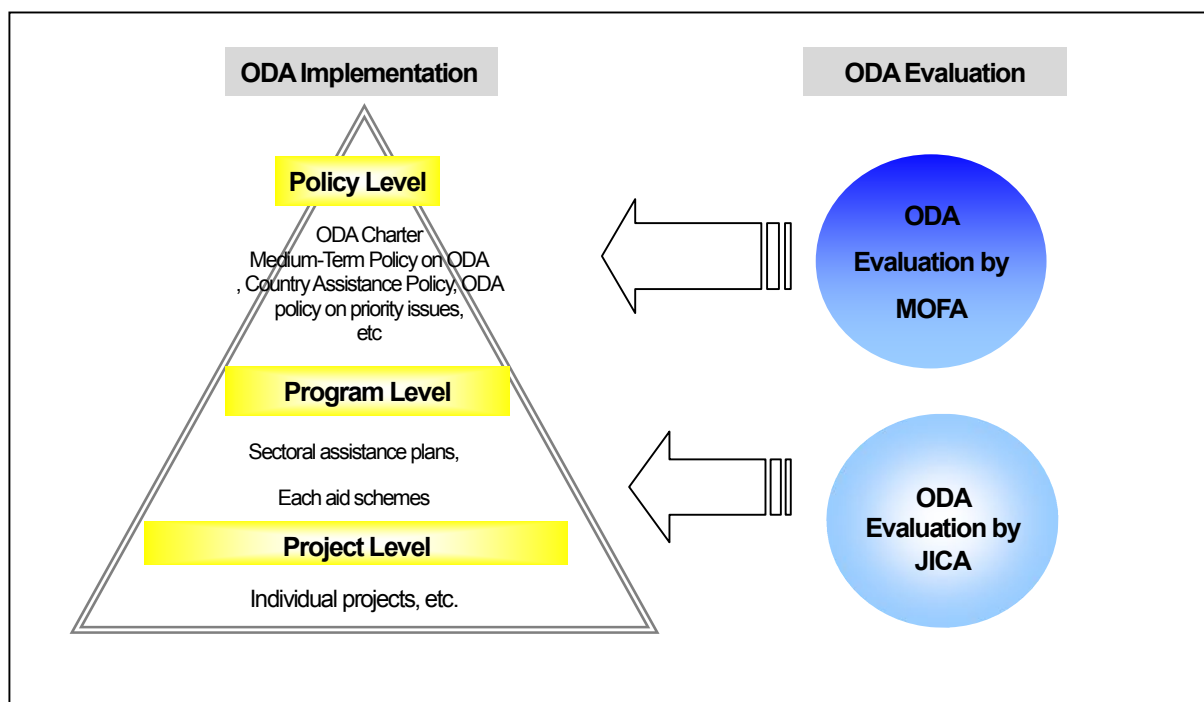 ODA Implementation
Policy Level
ODA Charter
Medium-Term Policy on ODA
, Country Assistance Policy, ODA
policy on priority issues,
etc
Program Level
Sectoral assistance plans,
Each aid schemes
Project Level
Individual projects, etc.
ODA Evaluation
ODA
Evaluation by
MOFA
ODA
Evaluation by
JICA